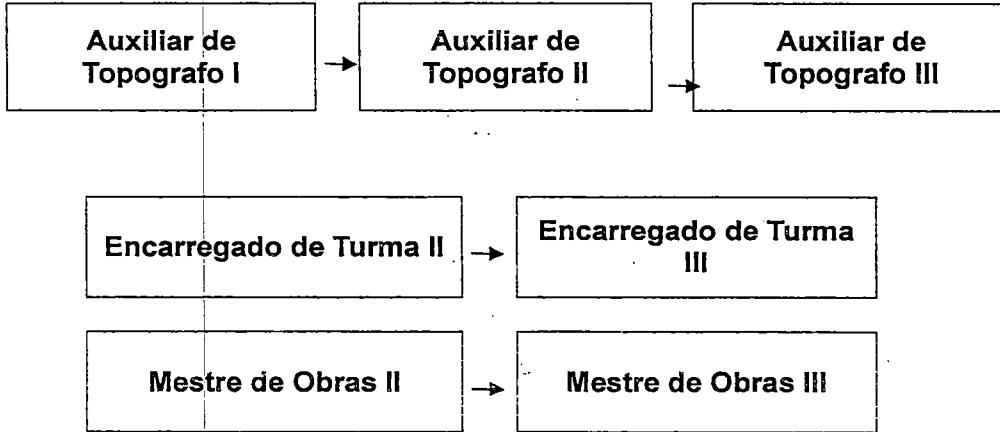 Auxiliar de
Topografo I
Auxiliar de
Topografo II
Auxiliar de
Topografo III
Encarregado de Turma II
Encarregado de Turma
III
Mestre de Obras II
Mestre de Obras III